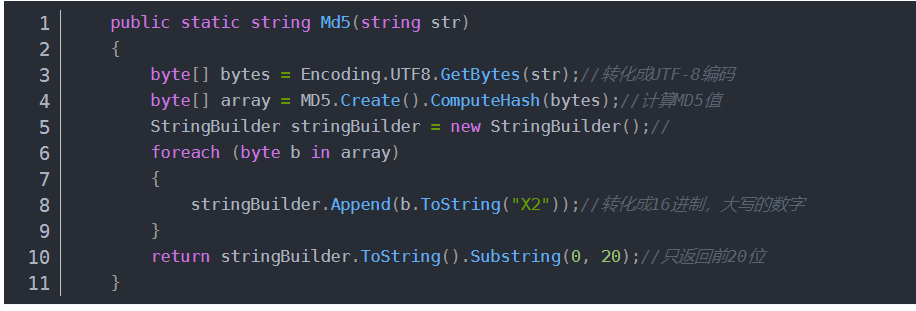 1 public static string Md5(string str)
2 {
3 byte[] bytes = Encoding.UTF8.GetBytes(str);//转化成UTF-8编码
4 byte[] array = MD5.Create().ComputeHash(bytes);//计算MD5值
5 StringBuilder stringBuilder = new StringBuilder();//
6 foreach (byte b in array)
7 {
8 stringBuilder.Append(b.ToString("X2"));//转化成16进制，大写的数字
9 }
10 return stringBuilder.ToString().Substring(0, 20);//只返回前20位
11 }